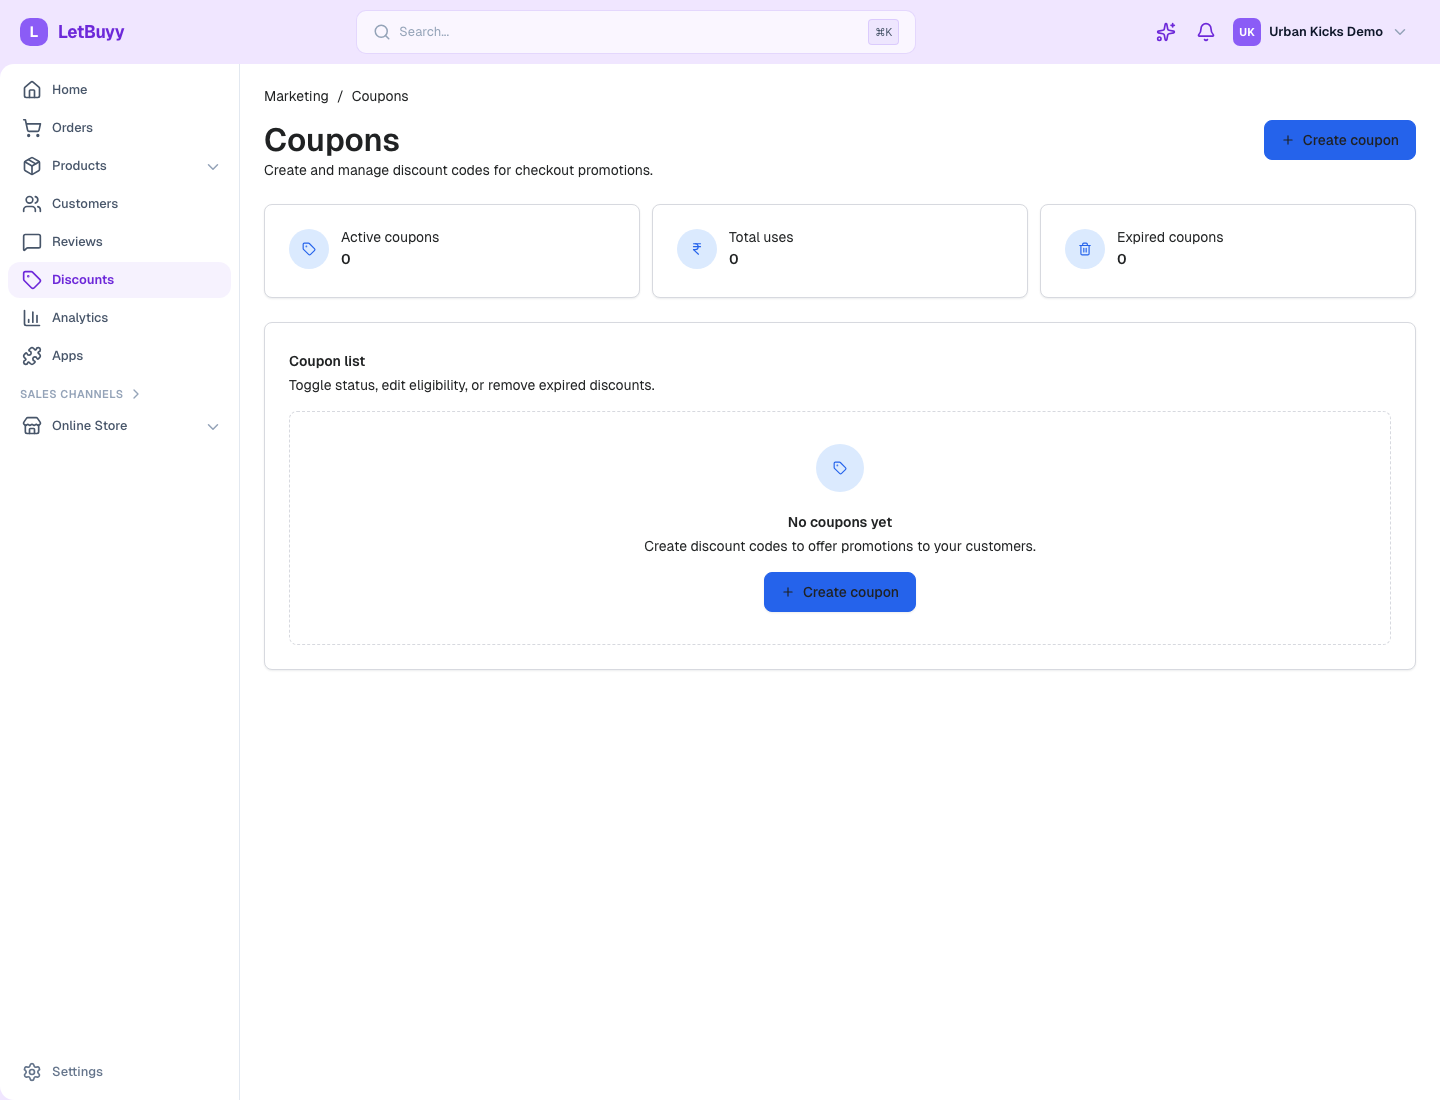 L LetBuyy
Search...
⌘K
UK Urban Kicks Demo
Home
Orders
Products
Customers
Reviews
Discounts
Analytics
Apps
SALES CHANNELS
Online Store
Settings
Marketing / Coupons
Coupons
Create coupon
Create and manage discount codes for checkout promotions.
Active coupons
0
₹
Total uses
0
Expired coupons
0
Coupon list
Toggle status, edit eligibility, or remove expired discounts.
No coupons yet
Create discount codes to offer promotions to your customers.
Create coupon